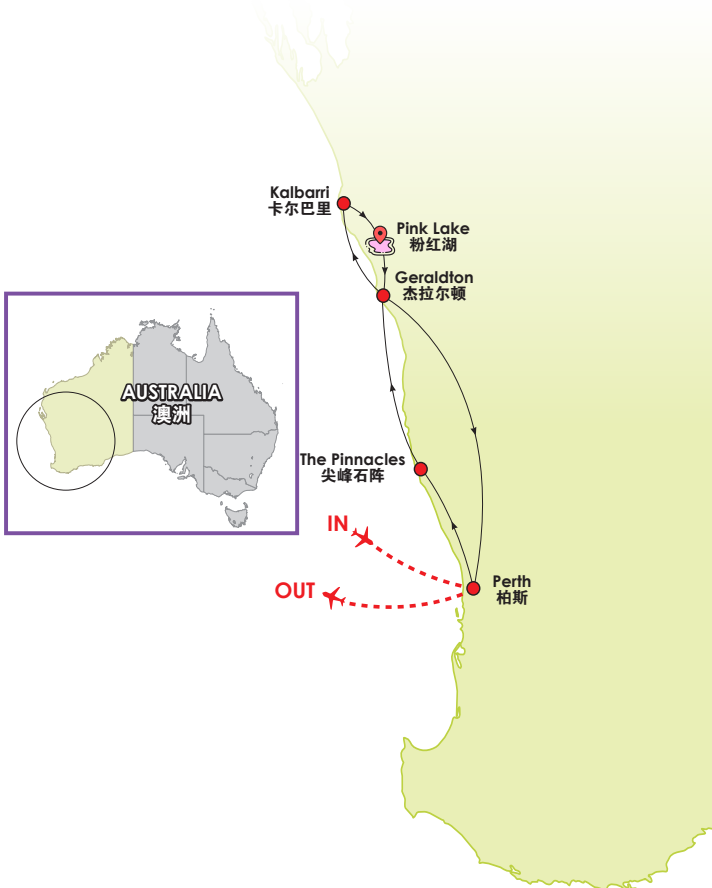 Kalbarri
卡尔巴里
Pink Lake
粉红湖
Geraldton
杰拉尔顿
AUSTRALIA
澳洲
The Pinnacles
尖峰石阵
IN
OUT
Perth
柏斯